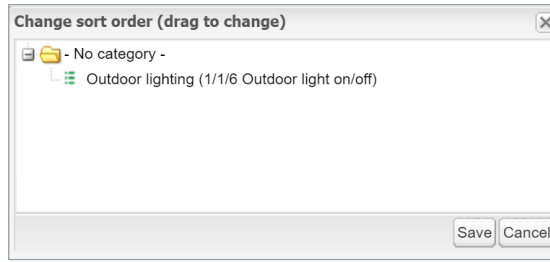 Change sort order (drag to change)
- No category -
Outdoor lighting (1/1/6 Outdoor light on/off)
Save Cancel